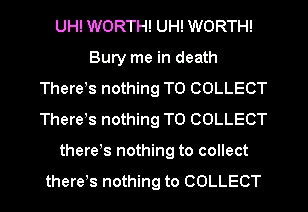 UH! WORTH! UH! WORTH!
Bury me in death
There's nothing TO COLLECT
There's nothing TO COLLECT
there's nothing to collect
there's nothing to COLLECT